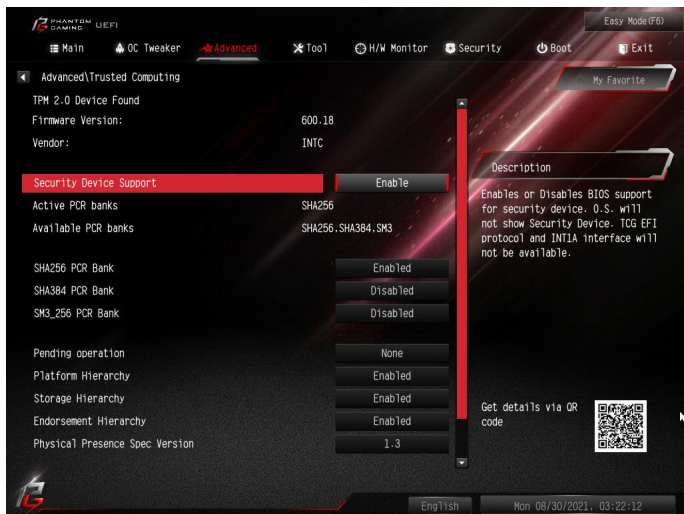 PHANTOM GAMING UEFI
Easy Mode(F6)
Main OC Tweaker Advanced Tool H/W Monitor Security Boot Exit
Advanced\Trusted Computing
My Favorite
TPM 2.0 Device Found
Firmware Version: 600.18
Vendor: INTC
Security Device Support Enable
Active PCR banks SHA256
Available PCR banks SHA256.SHA384.SM3
SHA256 PCR Bank Enabled
SHA384 PCR Bank Disabled
SM3_256 PCR Bank Disabled
Pending operation None
Platform Hierarchy Enabled
Storage Hierarchy Enabled
Endorsement Hierarchy Enabled
Physical Presence Spec Version 1.3
Description
Enables or Disables BIOS support
for security device. O.S. will
not show Security Device. TCG EFI
protocol and INT1A interface will
not be available.
Get details via QR
code
English
Mon 08/30/2021. 03:22:12